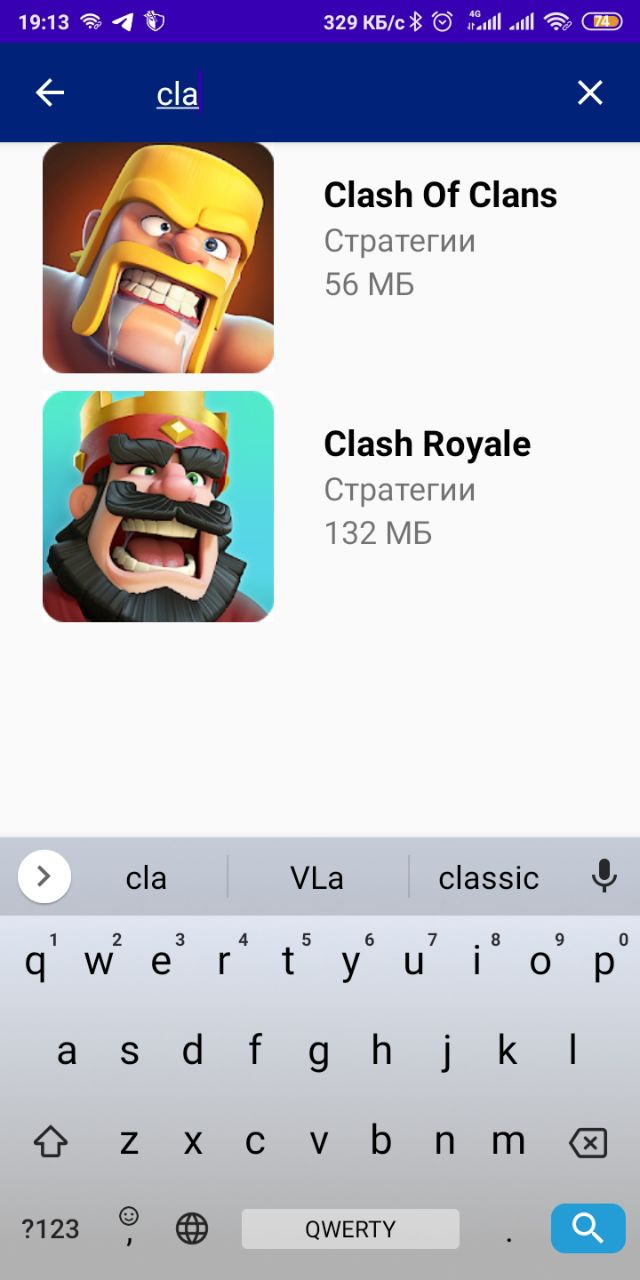 19:13 329 КБ/с 4G 74
cla
Clash Of Clans
Стратегии
56 МБ
Clash Royale
Стратегии
132 МБ
cla VLa classic
1 2 3 4 5 6 7 8 9 0
q w e r t y u i o p
a s d f g h j k l
z x c v b n m
?123 , QWERTY .